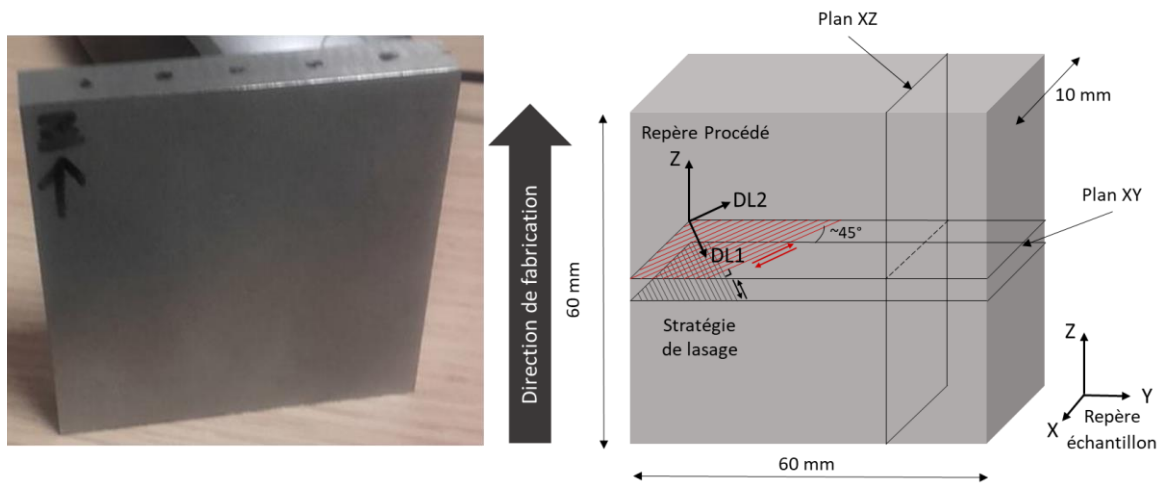 Plan XZ
10 mm
Repère Procédé
Z
DL2
Plan XY
~45°
DL1
Direction de fabrication
60 mm
Stratégie
de lasage
Z
Y
X
Repère
échantillon
60 mm